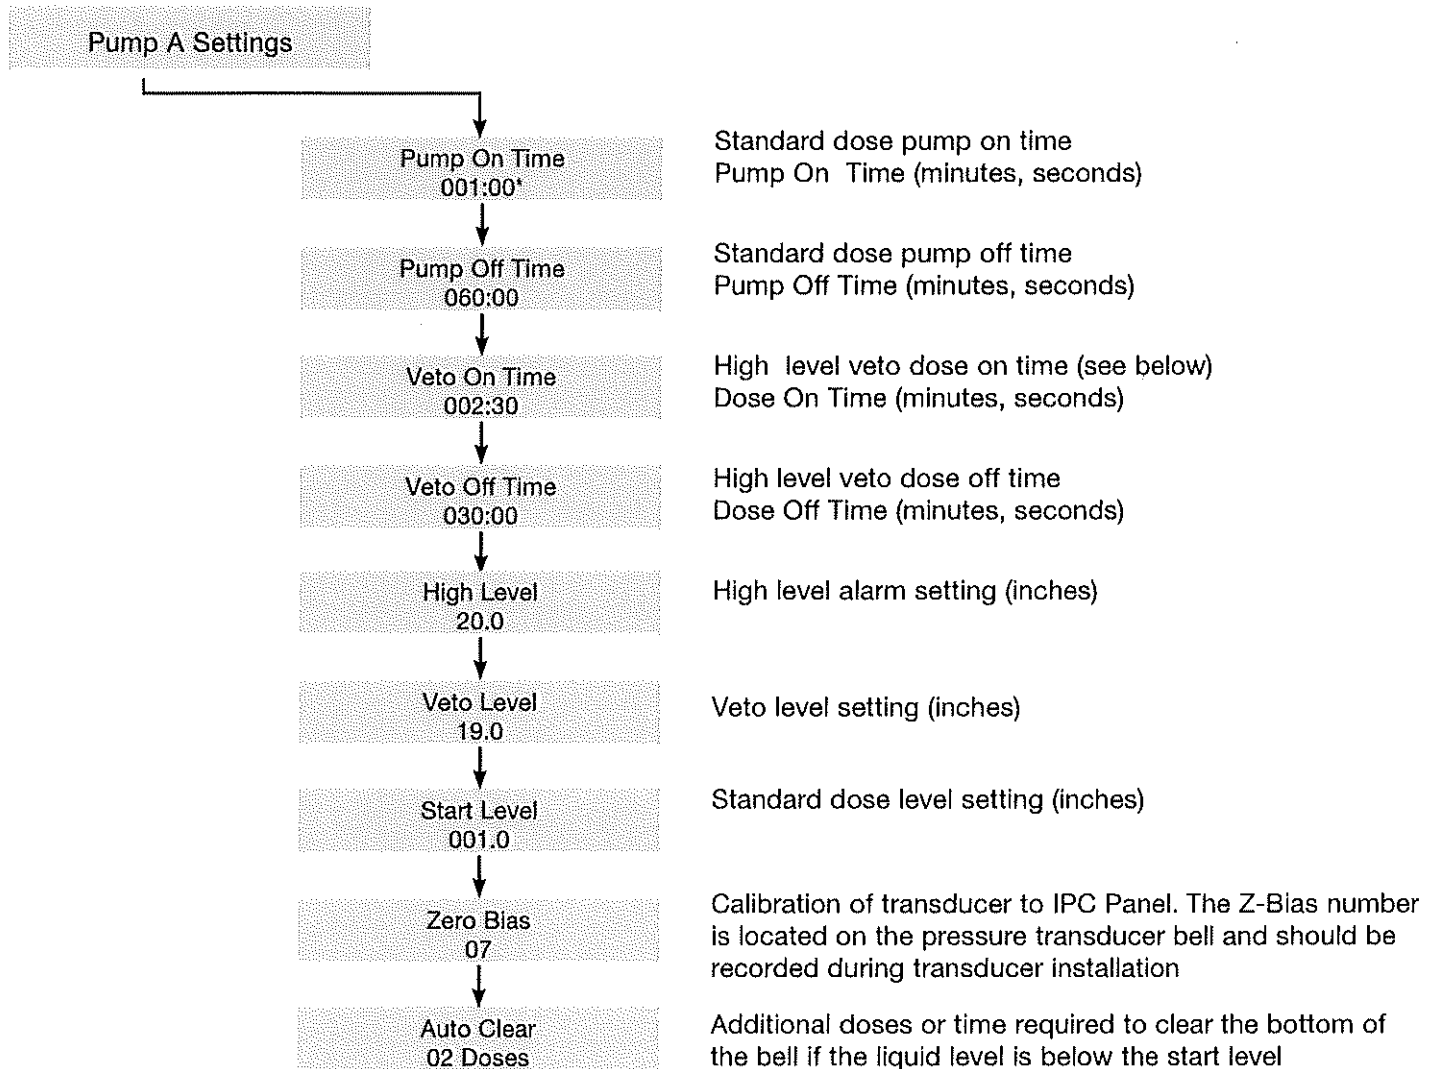 Pump A Settings
Pump On Time
001:00*
Standard dose pump on time
Pump On Time (minutes, seconds)
Pump Off Time
060:00
Standard dose pump off time
Pump Off Time (minutes, seconds)
Veto On Time
002:30
High level veto dose on time (see below)
Dose On Time (minutes, seconds)
Veto Off Time
030:00
High level veto dose off time
Dose Off Time (minutes, seconds)
High Level
20.0
High level alarm setting (inches)
Veto Level
19.0
Veto level setting (inches)
Start Level
001.0
Standard dose level setting (inches)
Zero Bias
07
Calibration of transducer to IPC Panel. The Z-Bias number
is located on the pressure transducer bell and should be
recorded during transducer installation
Auto Clear
02 Doses
Additional doses or time required to clear the bottom of
the bell if the liquid level is below the start level